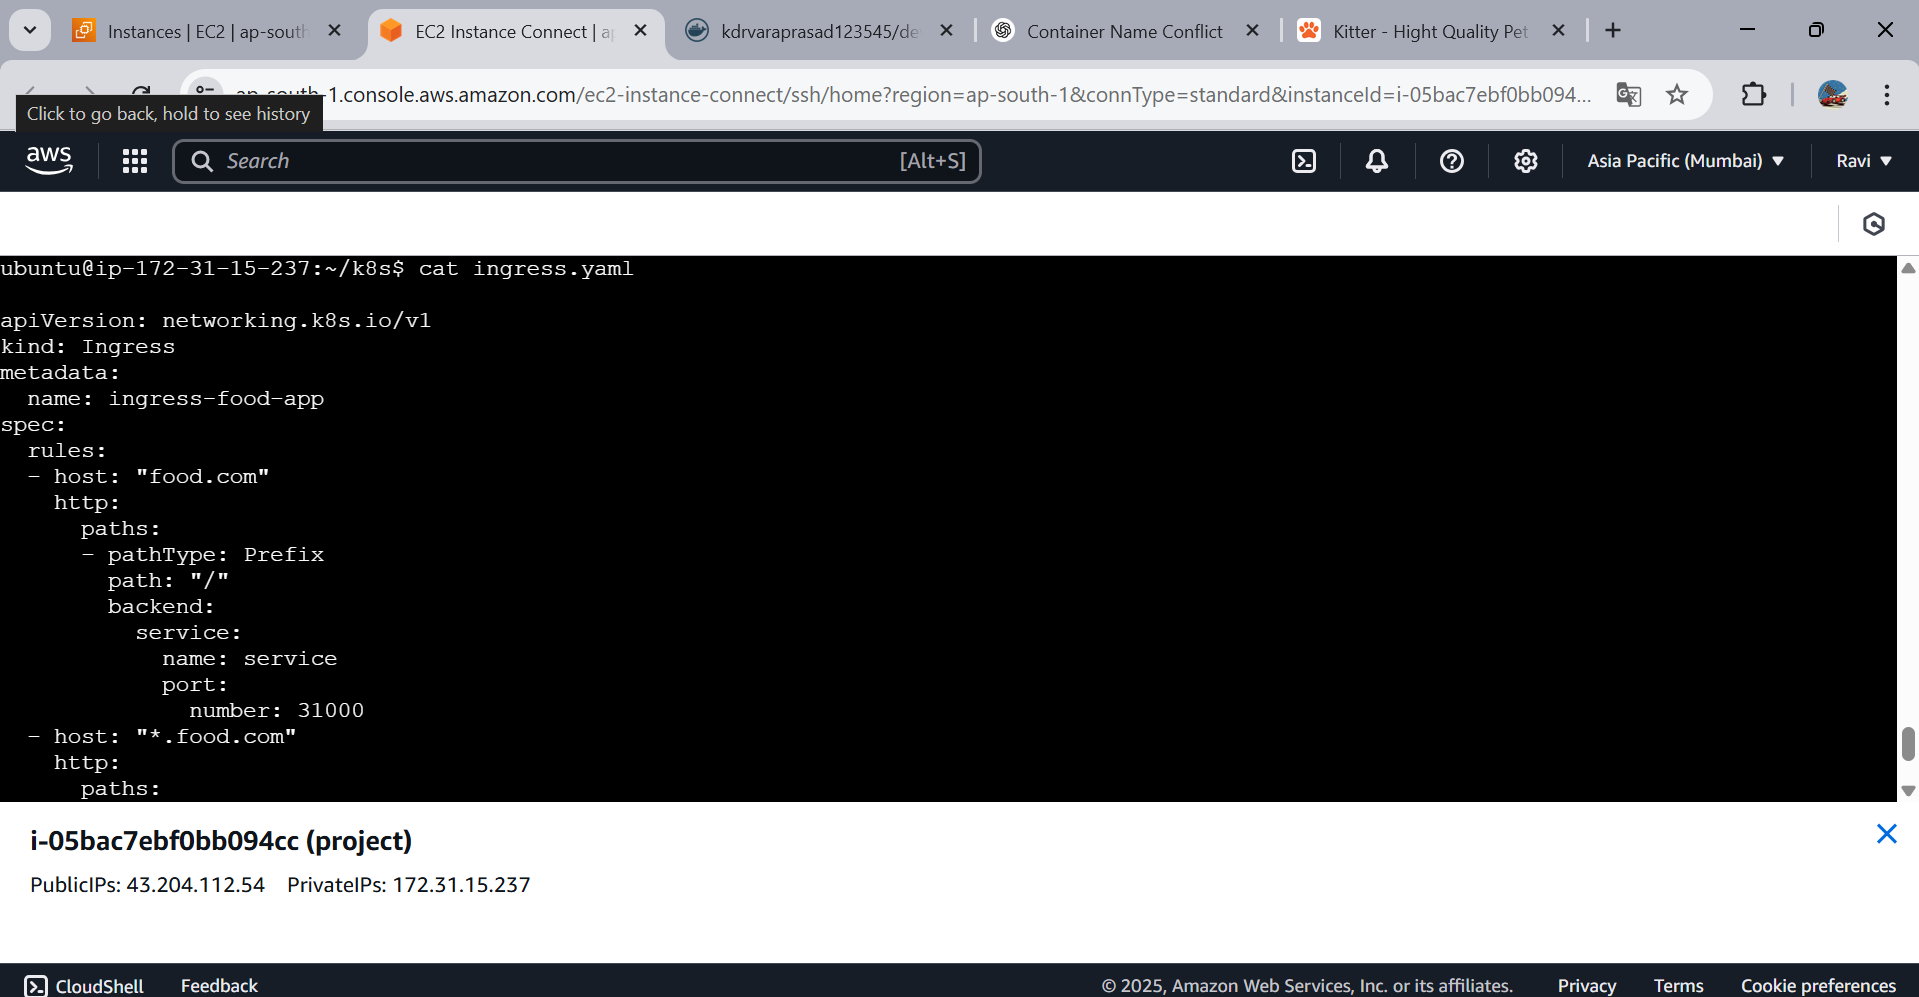 Instances | EC2 | ap-south
EC2 Instance Connect | ap
kdrvaraprasad123545/de
Container Name Conflict
Kitter - Hight Quality Pet
ap-south-1.console.aws.amazon.com/ec2-instance-connect/ssh/home?region=ap-south-1&connType=standard&instanceId=i-05bac7ebf0bb094...
Click to go back, hold to see history
aws
Search
[Alt+S]
Asia Pacific (Mumbai)
Ravi
ubuntu@ip-172-31-15-237:~/k8s$ cat ingress.yaml
apiVersion: networking.k8s.io/v1
kind: Ingress
metadata:
  name: ingress-food-app
spec:
  rules:
  - host: "food.com"
    http:
      paths:
      - pathType: Prefix
        path: "/"
        backend:
          service:
            name: service
            port:
              number: 31000
  - host: "*.food.com"
    http:
      paths:
i-05bac7ebf0bb094cc (project)
PublicIPs: 43.204.112.54 PrivateIPs: 172.31.15.237
CloudShell
Feedback
© 2025, Amazon Web Services, Inc. or its affiliates.
Privacy
Terms
Cookie preferences